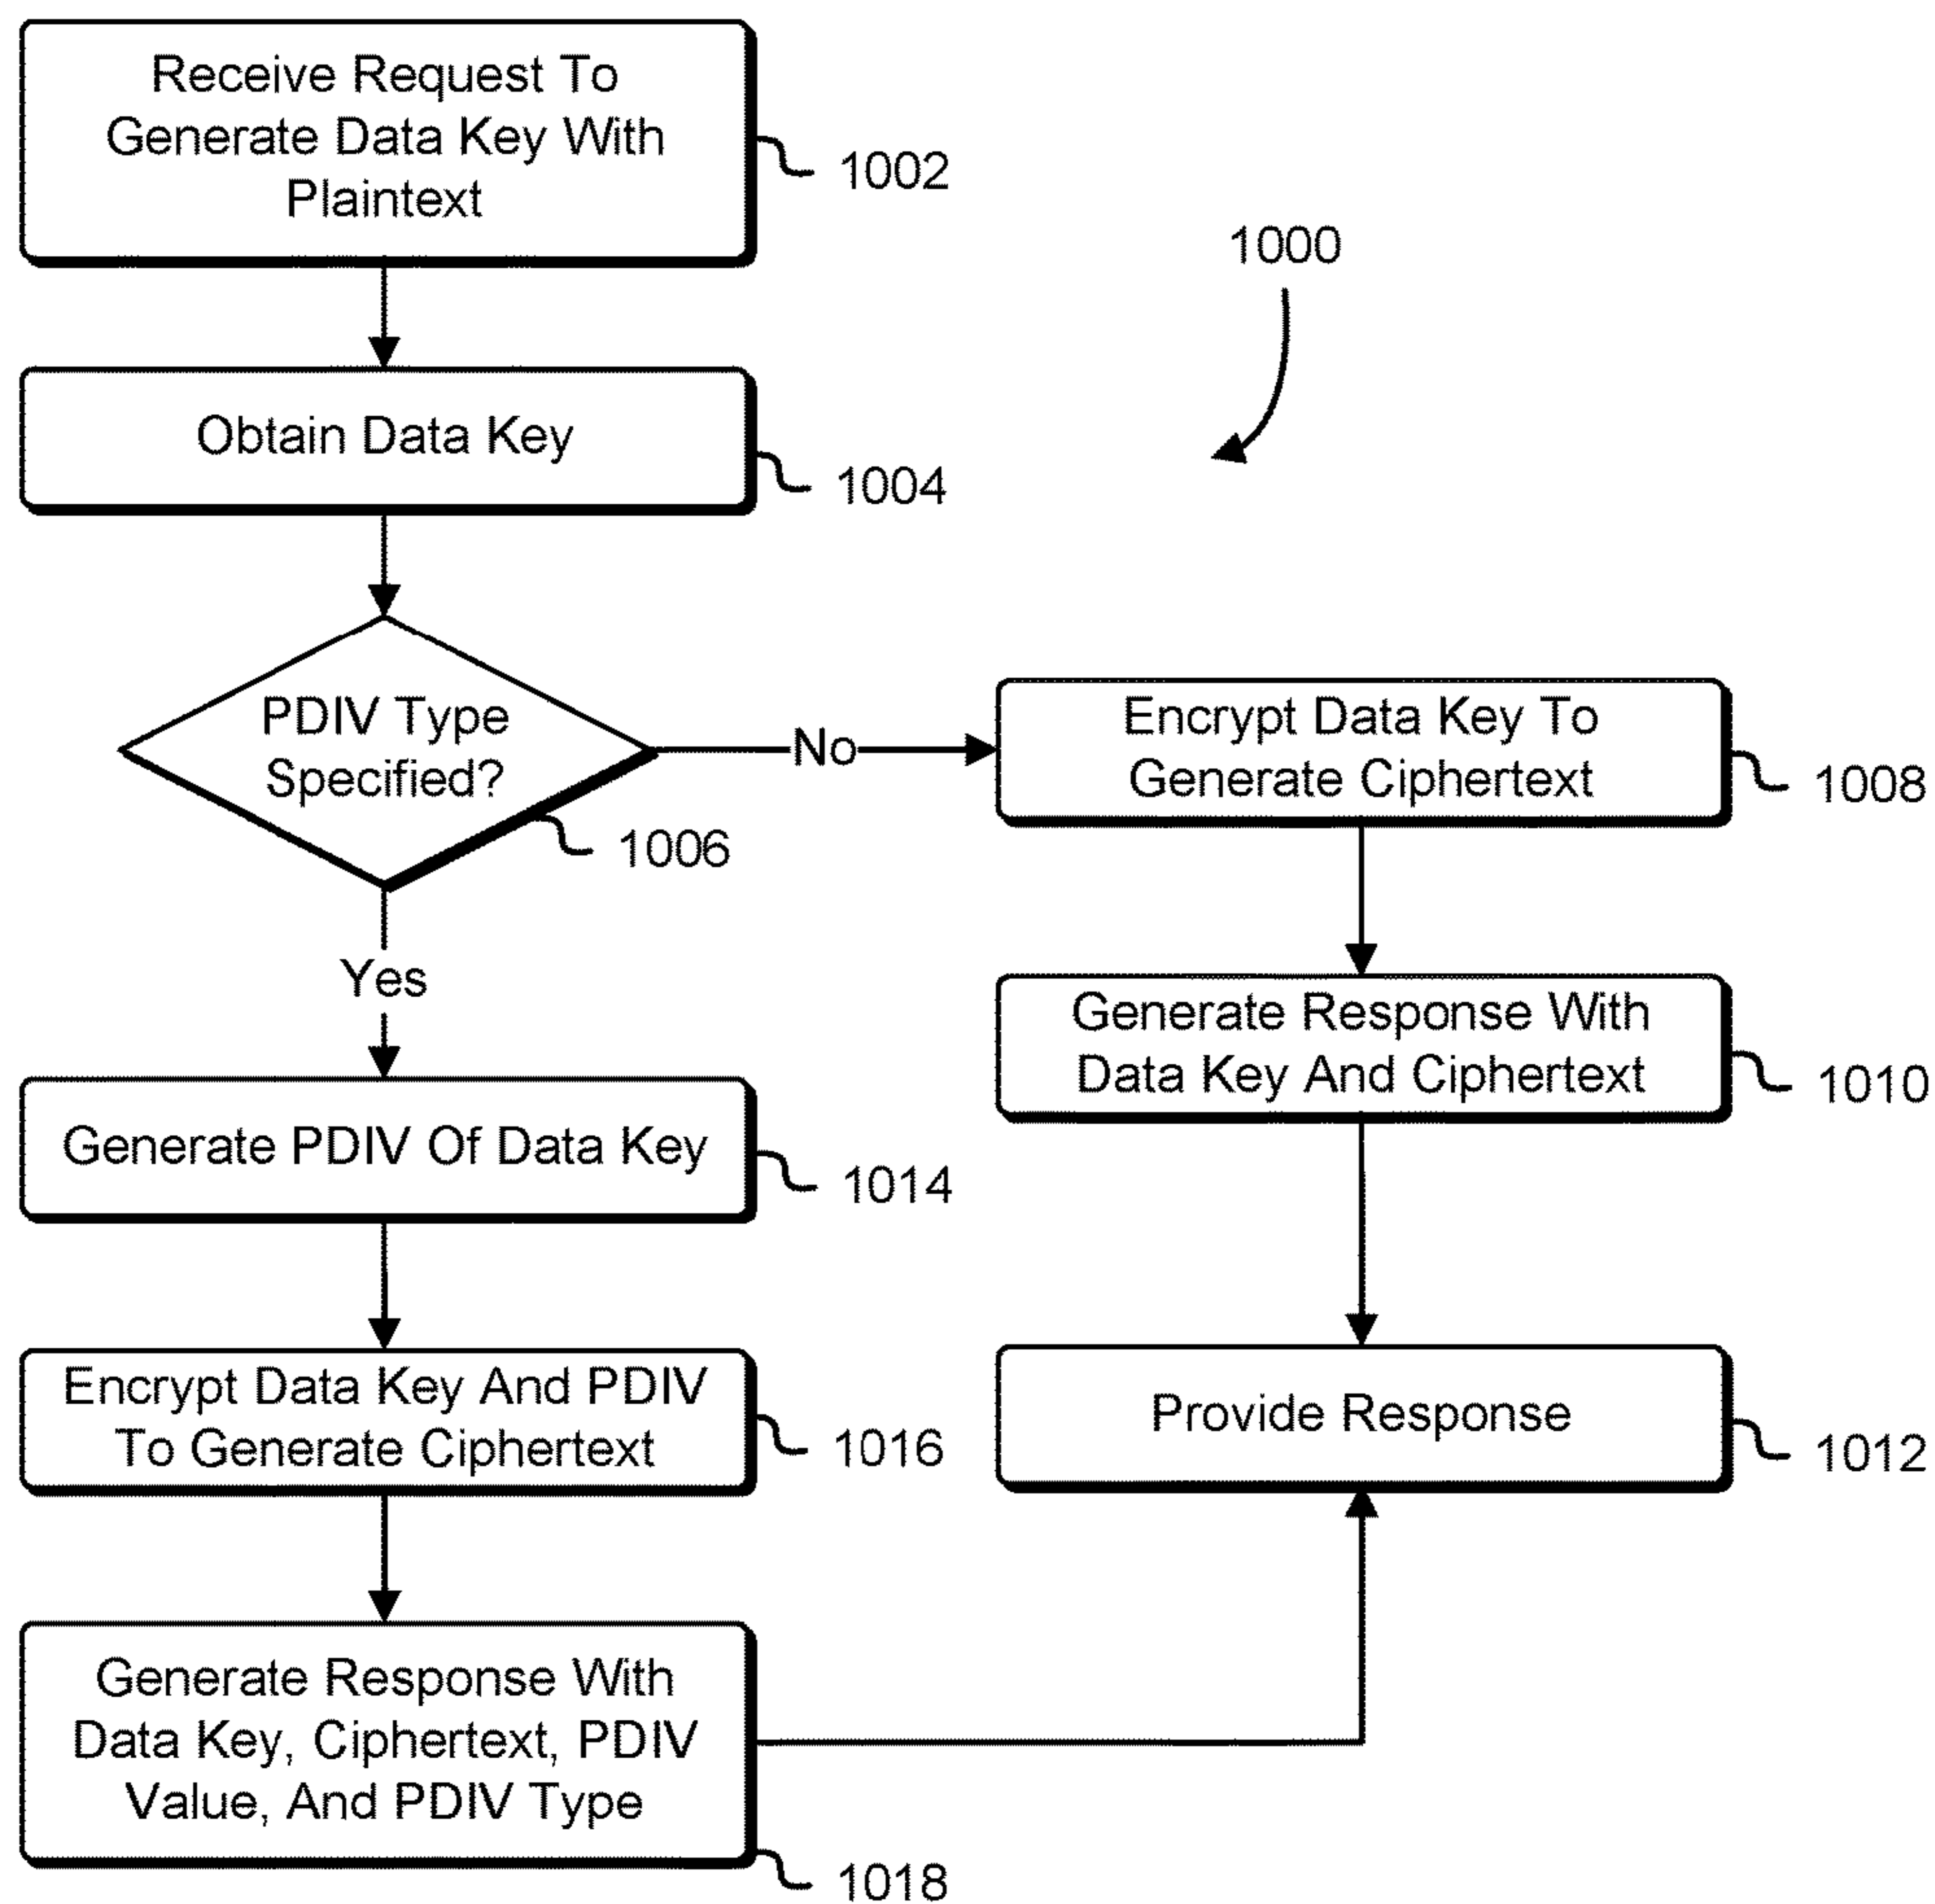 Receive Request To
Generate Data Key With
Plaintext
1002
1000
Obtain Data Key
1004
PDIV Type
Specified?
1006
No
Encrypt Data Key To
Generate Ciphertext
1008
Yes
Generate Response With
Data Key And Ciphertext
1010
Generate PDIV Of Data Key
1014
Encrypt Data Key And PDIV
To Generate Ciphertext
1016
Provide Response
1012
Generate Response With
Data Key, Ciphertext, PDIV
Value, And PDIV Type
1018